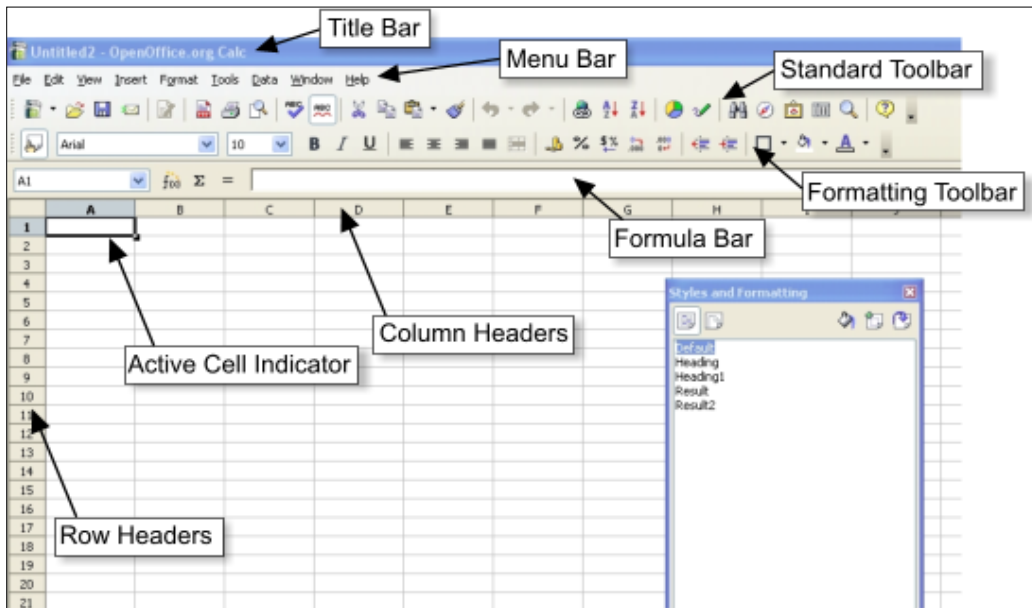 Title Bar
Untitled2 - OpenOffice.org Calc
Menu Bar
File Edit View Insert Format Tools Data Window Help
Standard Toolbar
Arial 10 B I U
A1 f(x) Σ =
Formatting Toolbar
A B C D E F G H
Formula Bar
1
2
3
4
Styles and Formatting
5
6
Column Headers
7
Default
8
Active Cell Indicator
Heading
9
Heading1
10
Result
11
Result2
12
13
14
15
16
17
Row Headers
18
19
20
21